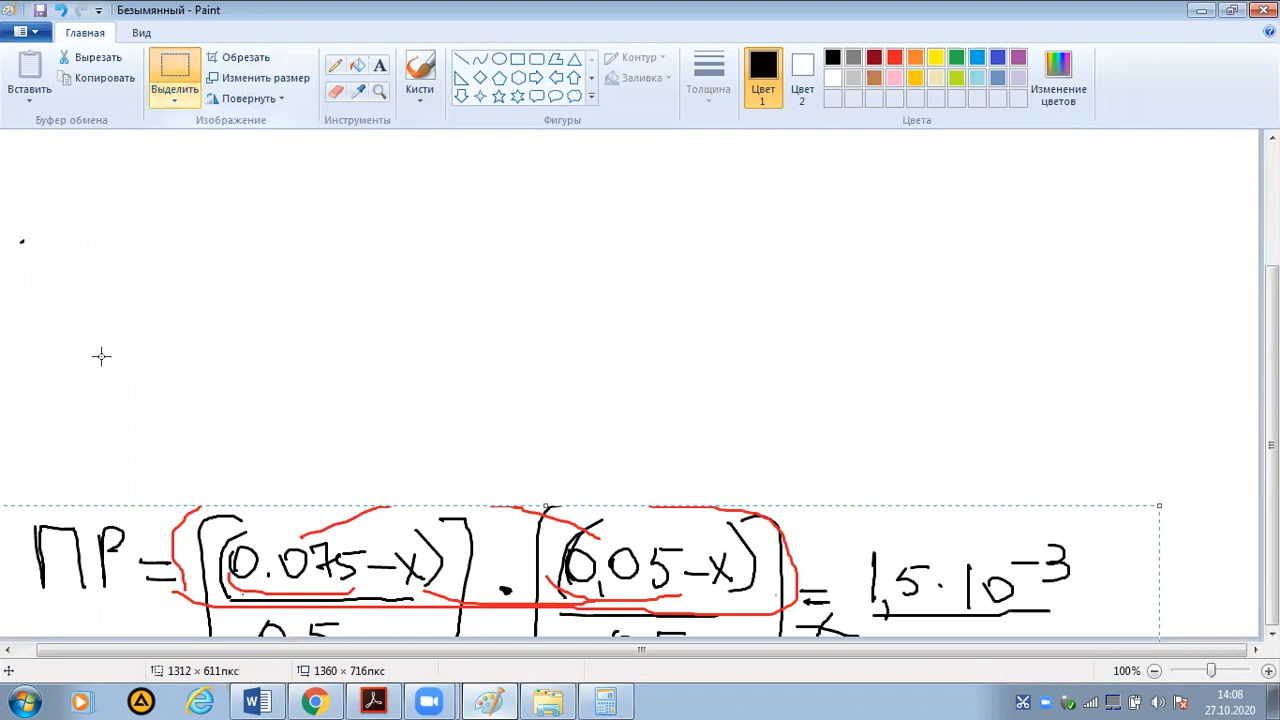 Безымянный - Paint
Главная
Вид
Вставить
Вырезать
Копировать
Буфер обмена
Выделить
Обрезать
Изменить размер
Повернуть
Изображение
Инструменты
Кисти
Контур
Заливка
Фигуры
Толщина
Цвет 1
Цвет 2
Изменение цветов
Цвета
ПР = [(0.075-x) · [(0,05-x)] = 1,5·10⁻³
1312 × 611пкс
1360 × 716пкс
100%
14:08
27.10.2020